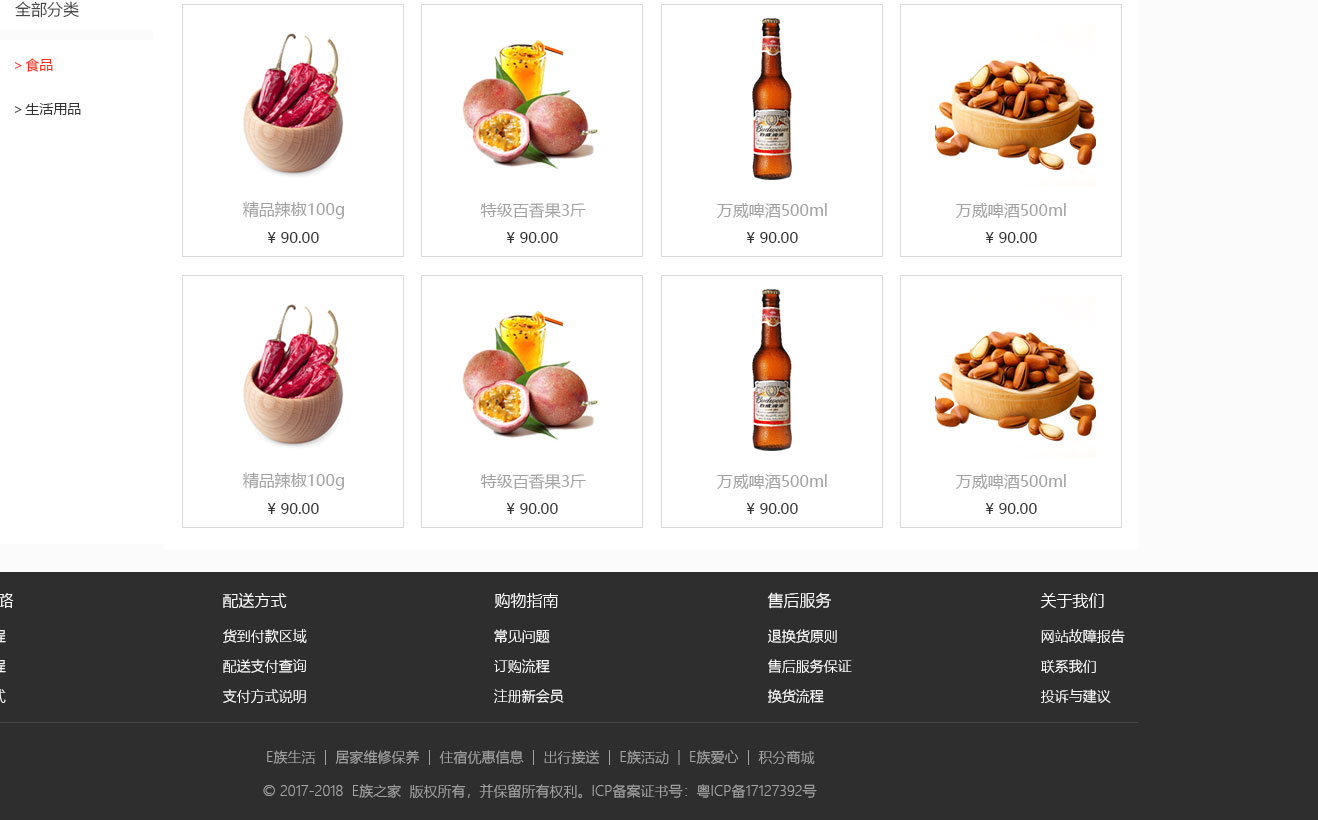 全部分类
> 食品
> 生活用品
精品辣椒100g
特级百香果3斤
万威啤酒500ml
万威啤酒500ml
¥ 90.00
¥ 90.00
¥ 90.00
¥ 90.00
Budweiser
百威啤酒
精品辣椒100g
特级百香果3斤
万威啤酒500ml
万威啤酒500ml
¥ 90.00
¥ 90.00
¥ 90.00
¥ 90.00
Budweiser
百威啤酒
路
配送方式
货到付款区域
配送支付查询
支付方式说明
购物指南
常见问题
订购流程
注册新会员
售后服务
退换货原则
售后服务保证
换货流程
关于我们
网站故障报告
联系我们
投诉与建议
E族生活 | 居家维修保养 | 住宿优惠信息 | 出行接送 | E族活动 | E族爱心 | 积分商城
© 2017-2018 E族之家 版权所有，并保留所有权利。ICP备案证书号：粤ICP备17127392号